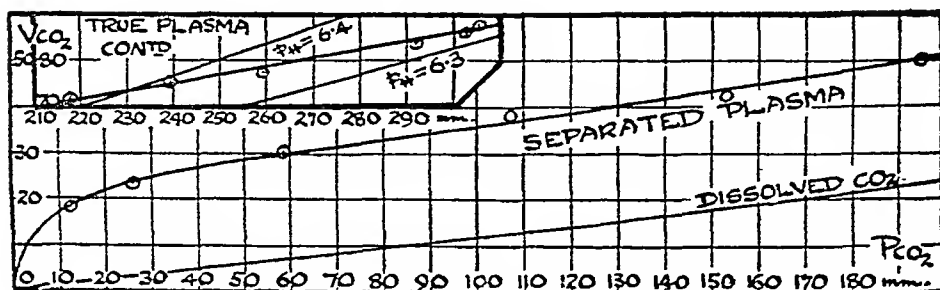 VCO₂ TRUE PLASMA
CONTD
PH=6.4
PH=6.3
50 80
70
210 220 230 240 250 260 270 280 290 mm.
SEPARATED PLASMA
30
20
DISSOLVED CO₂
PCO₂
0 10 20 30 40 50 60 70 80 90 100 110 120 130 140 150 160 170 180 mm.